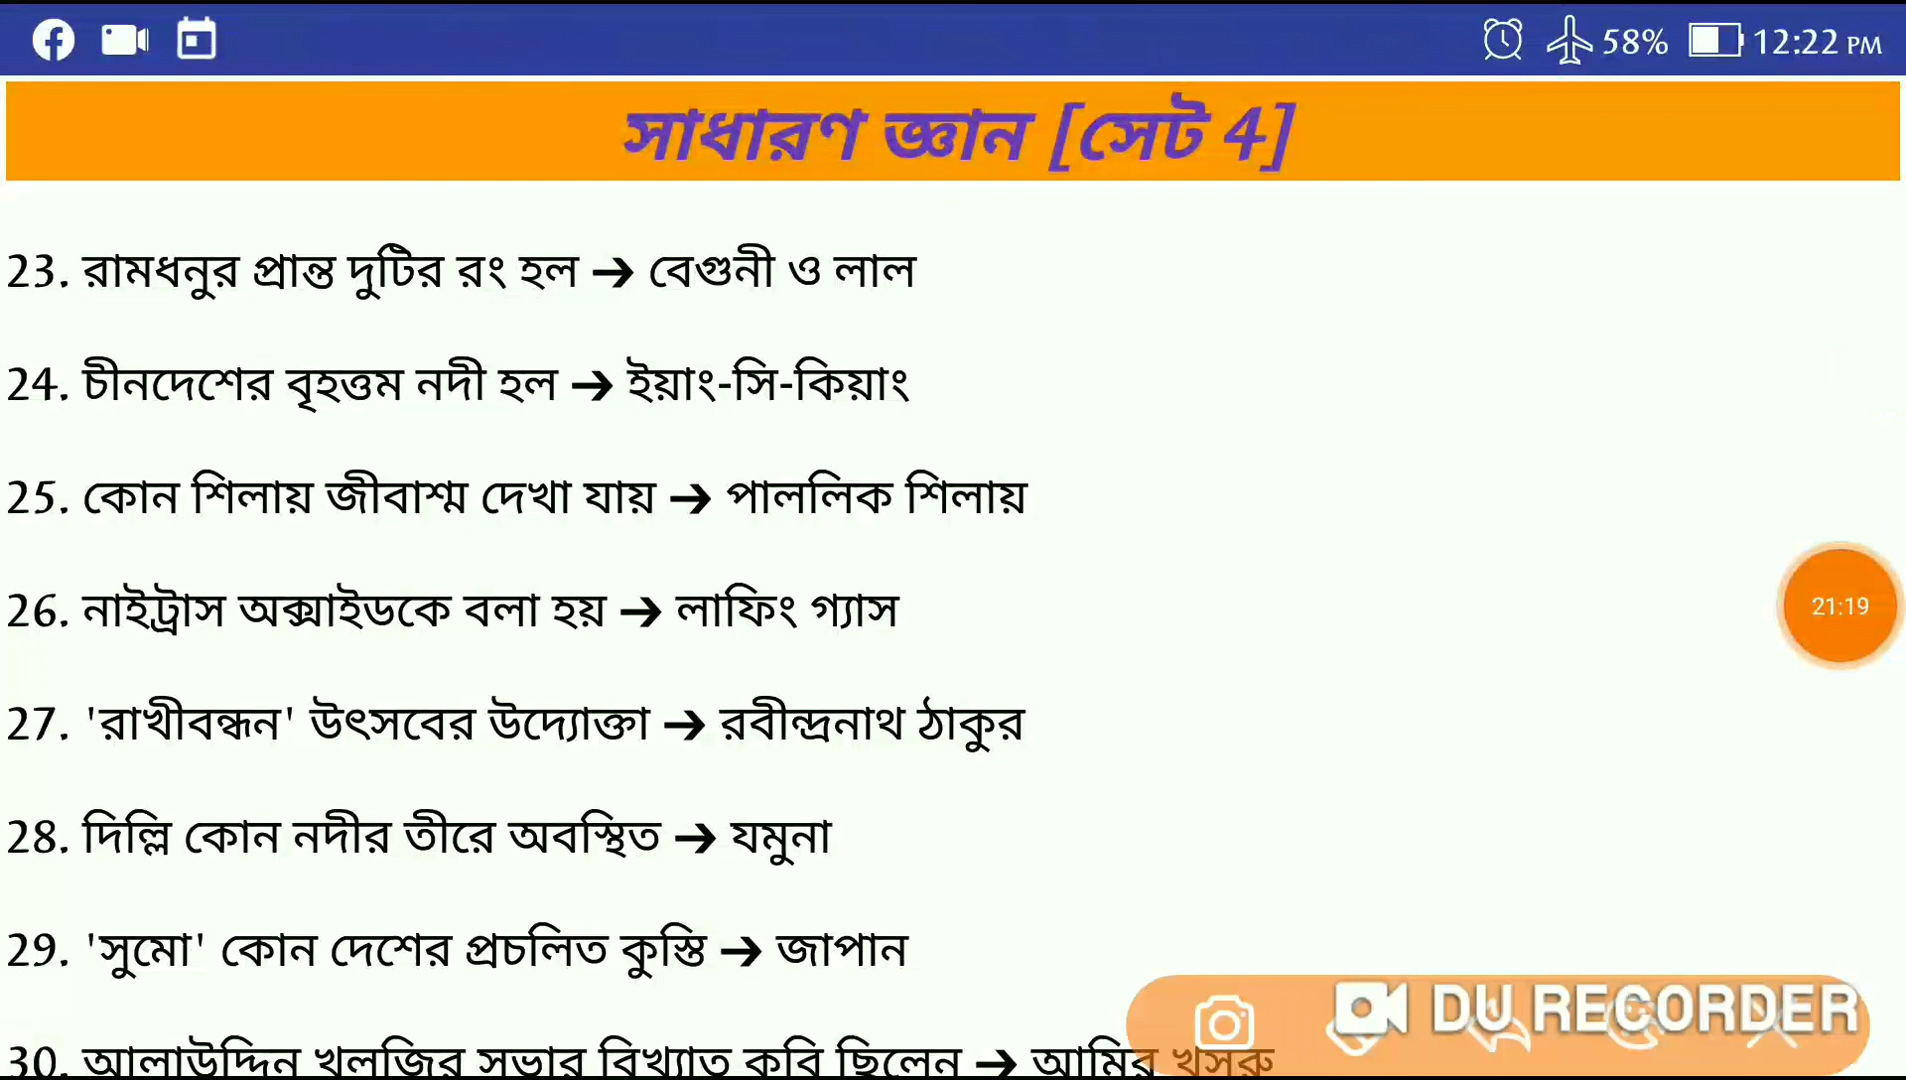 58% 12:22 PM
সাধারণ জ্ঞান [সেট 4]
23. রামধনুর প্রান্ত দুটির রং হল ➔ বেগুনী ও লাল
24. চীনদেশের বৃহত্তম নদী হল ➔ ইয়াং-সি-কিয়াং
25. কোন শিলায় জীবাশ্ম দেখা যায় ➔ পাললিক শিলায়
26. নাইট্রাস অক্সাইডকে বলা হয় ➔ লাফিং গ্যাস
21:19
27. 'রাখীবন্ধন' উৎসবের উদ্যোক্তা ➔ রবীন্দ্রনাথ ঠাকুর
28. দিল্লি কোন নদীর তীরে অবস্থিত ➔ যমুনা
29. 'সুমো' কোন দেশের প্রচলিত কুস্তি ➔ জাপান
DU RECORDER
30. আলাউদ্দিন খলজির সভার বিখ্যাত কবি ছিলেন ➔ আমির খসরু